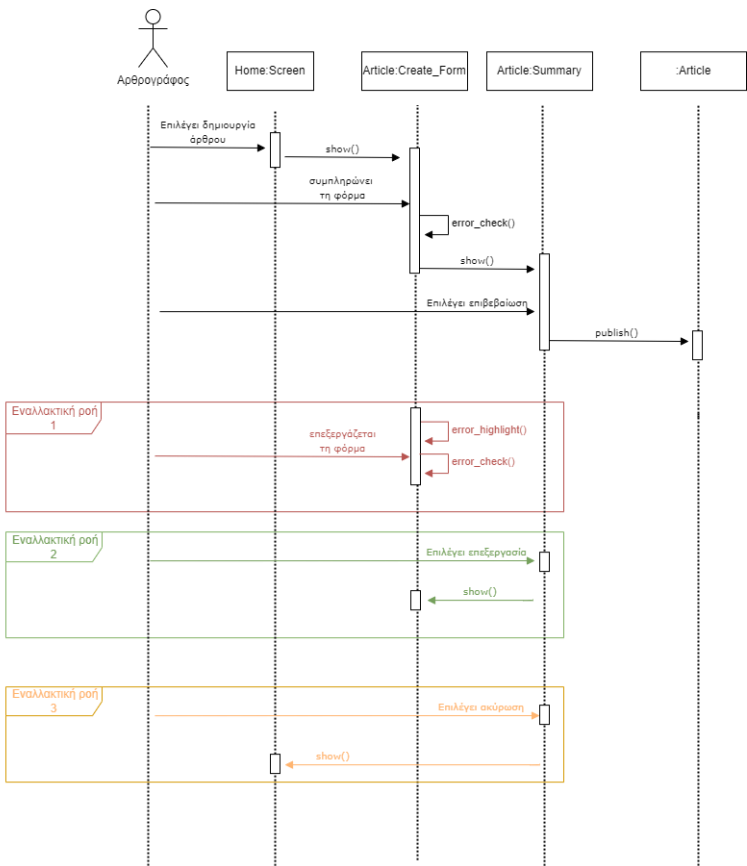 Αρθρογράφος
Home:Screen
Article:Create_Form
Article:Summary
:Article
Επιλέγει δημιουργία
άρθρου
show()
συμπληρώνει
τη φόρμα
error_check()
show()
Επιλέγει επιβεβαίωση
publish()
Εναλλακτική ροή
1
error_highlight()
επεξεργάζεται
τη φόρμα
error_check()
Εναλλακτική ροή
2
Επιλέγει επεξεργασία
show()
Εναλλακτική ροή
3
Επιλέγει ακύρωση
show()